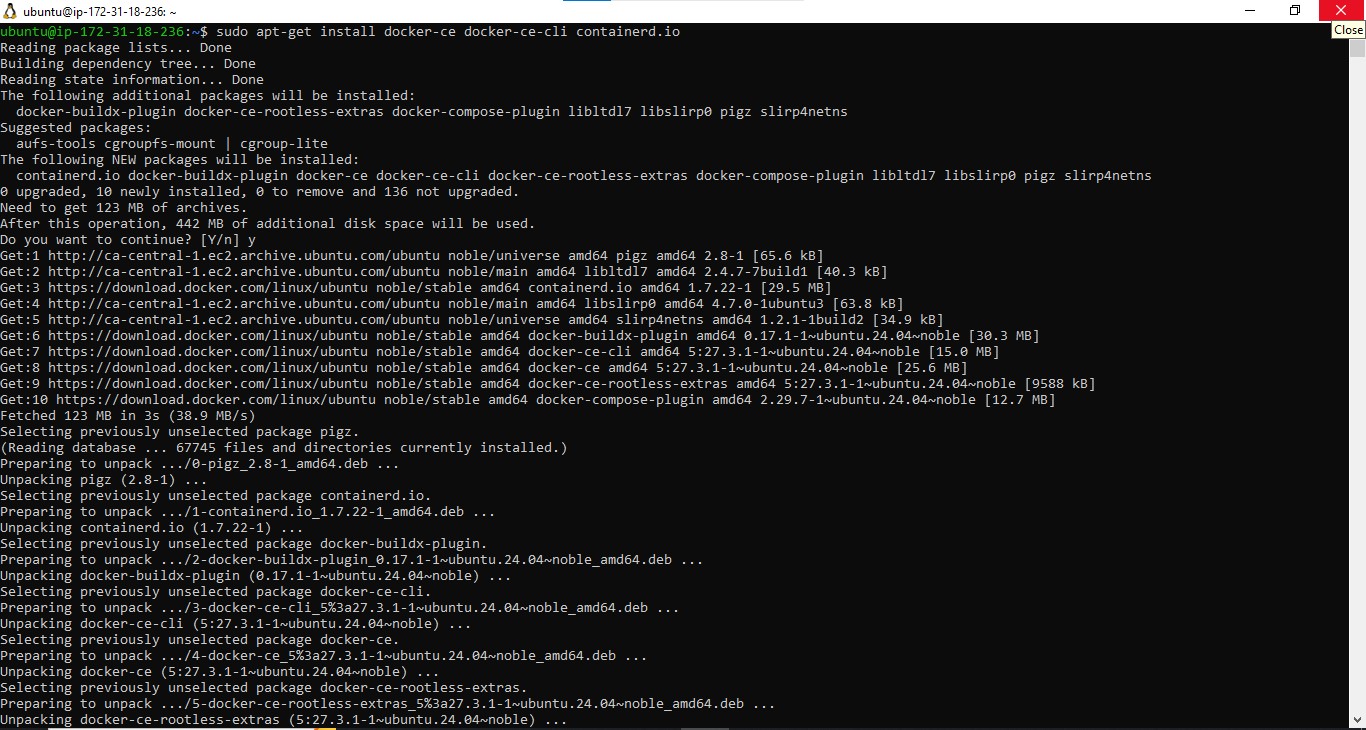 ubuntu@ip-172-31-18-236: ~
Close
ubuntu@ip-172-31-18-236:~$ sudo apt-get install docker-ce docker-ce-cli containerd.io
Reading package lists... Done
Building dependency tree... Done
Reading state information... Done
The following additional packages will be installed:
  docker-buildx-plugin docker-ce-rootless-extras docker-compose-plugin libltdl7 libslirp0 pigz slirp4netns
Suggested packages:
  aufs-tools cgroupfs-mount | cgroup-lite
The following NEW packages will be installed:
  containerd.io docker-buildx-plugin docker-ce docker-ce-cli docker-ce-rootless-extras docker-compose-plugin libltdl7 libslirp0 pigz slirp4netns
0 upgraded, 10 newly installed, 0 to remove and 136 not upgraded.
Need to get 123 MB of archives.
After this operation, 442 MB of additional disk space will be used.
Do you want to continue? [Y/n] y
Get:1 http://ca-central-1.ec2.archive.ubuntu.com/ubuntu noble/universe amd64 pigz amd64 2.8-1 [65.6 kB]
Get:2 http://ca-central-1.ec2.archive.ubuntu.com/ubuntu noble/main amd64 libltdl7 amd64 2.4.7-7build1 [40.3 kB]
Get:3 https://download.docker.com/linux/ubuntu noble/stable amd64 containerd.io amd64 1.7.22-1 [29.5 MB]
Get:4 http://ca-central-1.ec2.archive.ubuntu.com/ubuntu noble/main amd64 libslirp0 amd64 4.7.0-1ubuntu3 [63.8 kB]
Get:5 http://ca-central-1.ec2.archive.ubuntu.com/ubuntu noble/universe amd64 slirp4netns amd64 1.2.1-1build2 [34.9 kB]
Get:6 https://download.docker.com/linux/ubuntu noble/stable amd64 docker-buildx-plugin amd64 0.17.1-1~ubuntu.24.04~noble [30.3 MB]
Get:7 https://download.docker.com/linux/ubuntu noble/stable amd64 docker-ce-cli amd64 5:27.3.1-1~ubuntu.24.04~noble [15.0 MB]
Get:8 https://download.docker.com/linux/ubuntu noble/stable amd64 docker-ce amd64 5:27.3.1-1~ubuntu.24.04~noble [25.6 MB]
Get:9 https://download.docker.com/linux/ubuntu noble/stable amd64 docker-ce-rootless-extras amd64 5:27.3.1-1~ubuntu.24.04~noble [9588 kB]
Get:10 https://download.docker.com/linux/ubuntu noble/stable amd64 docker-compose-plugin amd64 2.29.7-1~ubuntu.24.04~noble [12.7 MB]
Fetched 123 MB in 3s (38.9 MB/s)
Selecting previously unselected package pigz.
(Reading database ... 67745 files and directories currently installed.)
Preparing to unpack .../0-pigz_2.8-1_amd64.deb ...
Unpacking pigz (2.8-1) ...
Selecting previously unselected package containerd.io.
Preparing to unpack .../1-containerd.io_1.7.22-1_amd64.deb ...
Unpacking containerd.io (1.7.22-1) ...
Selecting previously unselected package docker-buildx-plugin.
Preparing to unpack .../2-docker-buildx-plugin_0.17.1-1~ubuntu.24.04~noble_amd64.deb ...
Unpacking docker-buildx-plugin (0.17.1-1~ubuntu.24.04~noble) ...
Selecting previously unselected package docker-ce-cli.
Preparing to unpack .../3-docker-ce-cli_5%3a27.3.1-1~ubuntu.24.04~noble_amd64.deb ...
Unpacking docker-ce-cli (5:27.3.1-1~ubuntu.24.04~noble) ...
Selecting previously unselected package docker-ce.
Preparing to unpack .../4-docker-ce_5%3a27.3.1-1~ubuntu.24.04~noble_amd64.deb ...
Unpacking docker-ce (5:27.3.1-1~ubuntu.24.04~noble) ...
Selecting previously unselected package docker-ce-rootless-extras.
Preparing to unpack .../5-docker-ce-rootless-extras_5%3a27.3.1-1~ubuntu.24.04~noble_amd64.deb ...
Unpacking docker-ce-rootless-extras (5:27.3.1-1~ubuntu.24.04~noble) ...